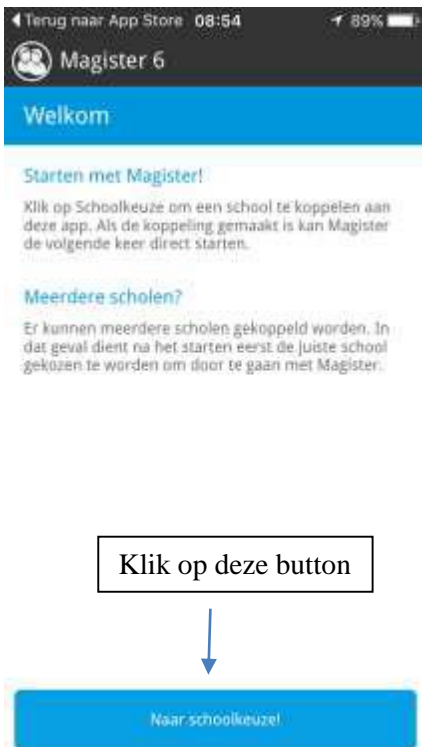 Terug naar App Store 08:54 89%
Magister 6
Welkom
Starten met Magister!
Klik op Schoolkeuze om een school te koppelen aan
deze app. Als de koppeling gemaakt is kan Magister
de volgende keer direct starten.
Meerdere scholen?
Er kunnen meerdere scholen gekoppeld worden. In
dat geval dient na het starten eerst de juiste school
gekozen te worden om door te gaan met Magister.
Klik op deze button
Naar schoolkeuze!